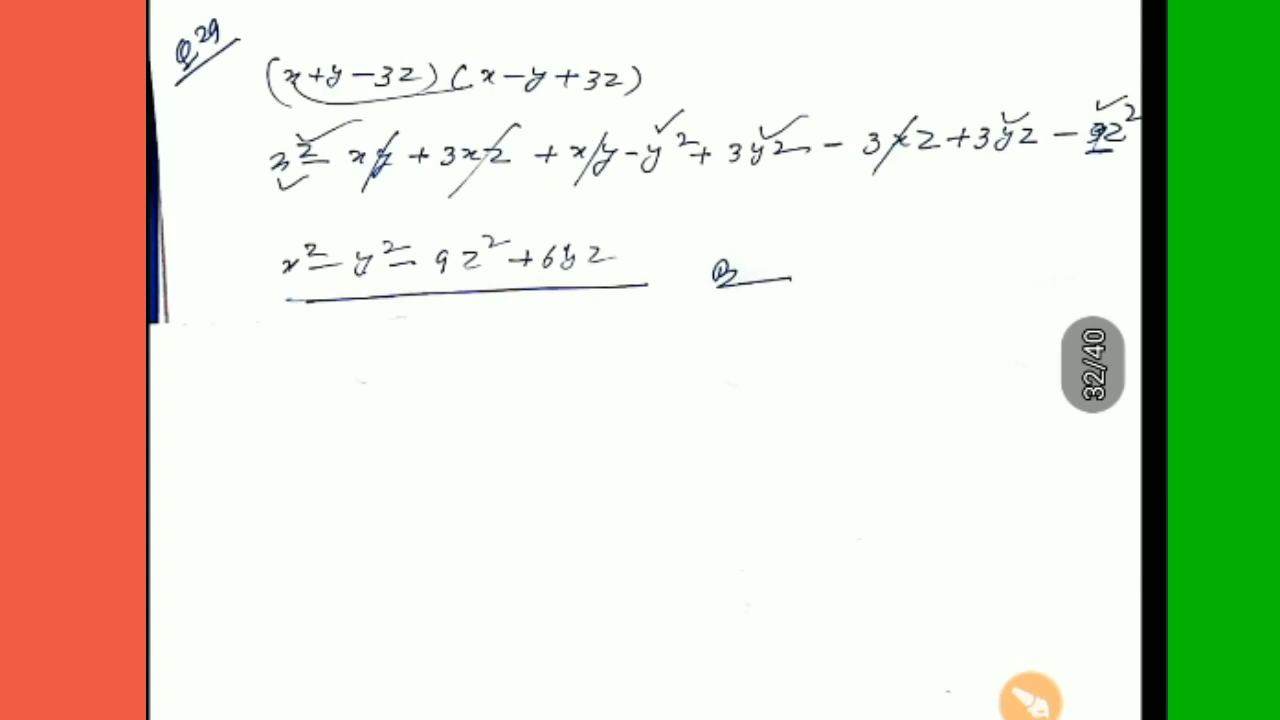 Q29
(x+y-3z)(x-y+3z)
x²-xy+3xz+xy-y²+3yz-3xz+3yz-9z²
x²-y²-9z²+6yz
32/40